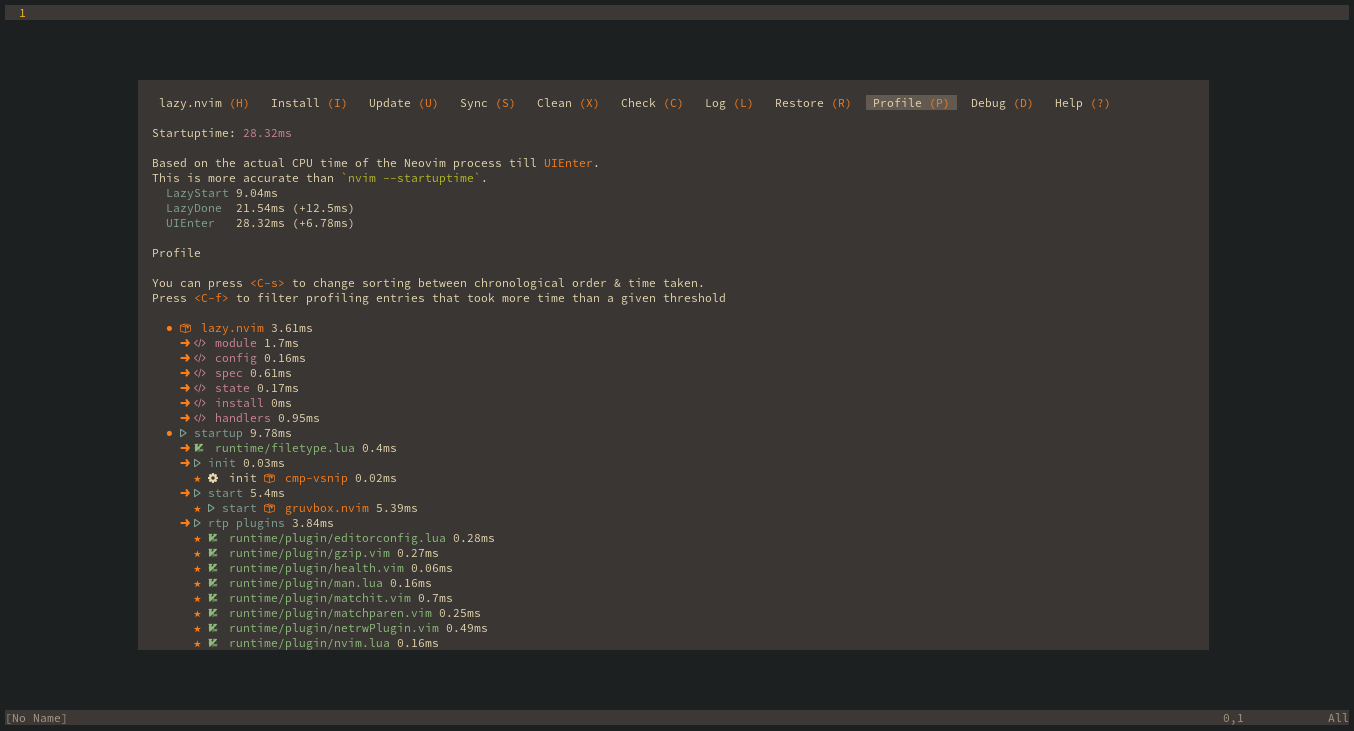 1
lazy.nvim (H) Install (I) Update (U) Sync (S) Clean (X) Check (C) Log (L) Restore (R) Profile (P) Debug (D) Help (?)
Startuptime: 28.32ms
Based on the actual CPU time of the Neovim process till UIEnter.
This is more accurate than `nvim --startuptime`.
LazyStart 9.04ms
LazyDone 21.54ms (+12.5ms)
UIEnter 28.32ms (+6.78ms)
Profile
You can press <C-s> to change sorting between chronological order & time taken.
Press <C-f> to filter profiling entries that took more time than a given threshold
● lazy.nvim 3.61ms
➜ </> module 1.7ms
➜ </> config 0.16ms
➜ </> spec 0.61ms
➜ </> state 0.17ms
➜ </> install 0ms
➜ </> handlers 0.95ms
● startup 9.78ms
➜ runtime/filetype.lua 0.4ms
➜ init 0.03ms
★ init cmp-vsnip 0.02ms
➜ start 5.4ms
★ start gruvbox.nvim 5.39ms
➜ rtp plugins 3.84ms
★ runtime/plugin/editorconfig.lua 0.28ms
★ runtime/plugin/gzip.vim 0.27ms
★ runtime/plugin/health.vim 0.06ms
★ runtime/plugin/man.lua 0.16ms
★ runtime/plugin/matchit.vim 0.7ms
★ runtime/plugin/matchparen.vim 0.25ms
★ runtime/plugin/netrwPlugin.vim 0.49ms
★ runtime/plugin/nvim.lua 0.16ms
[No Name] 0,1 All